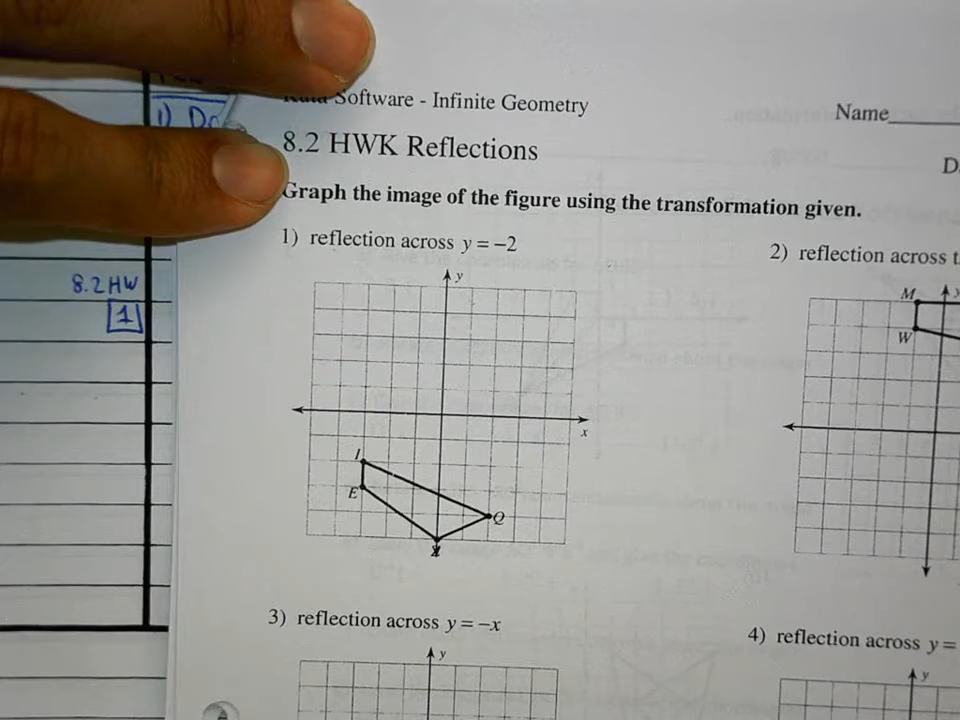 Software - Infinite Geometry
Name
8.2 HWK Reflections
Graph the image of the figure using the transformation given.
1) reflection across y = −2
2) reflection across
y
x
I
E
Q
M
W
8.2 HW
1
3) reflection across y = −x
4) reflection across y =
y
y